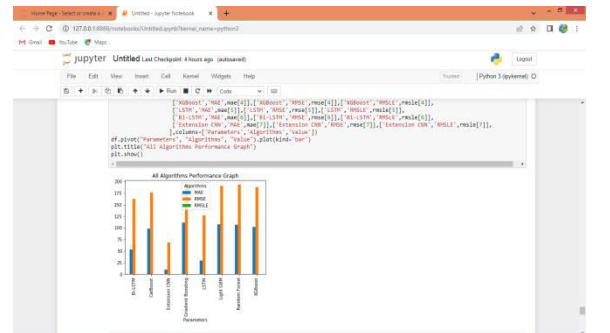 Home Page - Select or create a
Untitled - Jupyter Notebook
127.0.0.1:8888/notebooks/Untitled.ipynb?kernel_name=python3
Gmail YouTube Maps
jupyter Untitled Last Checkpoint: 4 hours ago (autosaved)
Logout
File Edit View Insert Cell Kernel Widgets Help
Trusted Python 3 (ipykernel)
Run Code
['XGBoost','MAE',mae[4]],['XGBoost','RMSE',rmse[4]],['XGBoost','RMSLE',rmsle[4]],
['LSTM','MAE',mae[5]],['LSTM','RMSE',rmse[5]],['LSTM','RMSLE',rmsle[5]],
['Bi-LSTM','MAE',mae[6]],['Bi-LSTM','RMSE',rmse[6]],['Bi-LSTM','RMSLE',rmsle[6]],
['Extension CNN','MAE',mae[7]],['Extension CNN','RMSE',rmse[7]],['Extension CNN','RMSLE',rmsle[7]],
],columns=['Parameters','Algorithms','Value'])
df.pivot("Parameters", "Algorithms", "Value").plot(kind='bar')
plt.title("All Algorithms Performance Graph")
plt.show()
All Algorithms Performance Graph
Algorithms
MAE
RMSE
RMSLE
200
175
150
125
100
75
50
25
0
Bi-LSTM
CatBoost
Extension CNN
Gradient Boosting
LSTM
Light GBM
Random Forest
XGBoost
Parameters